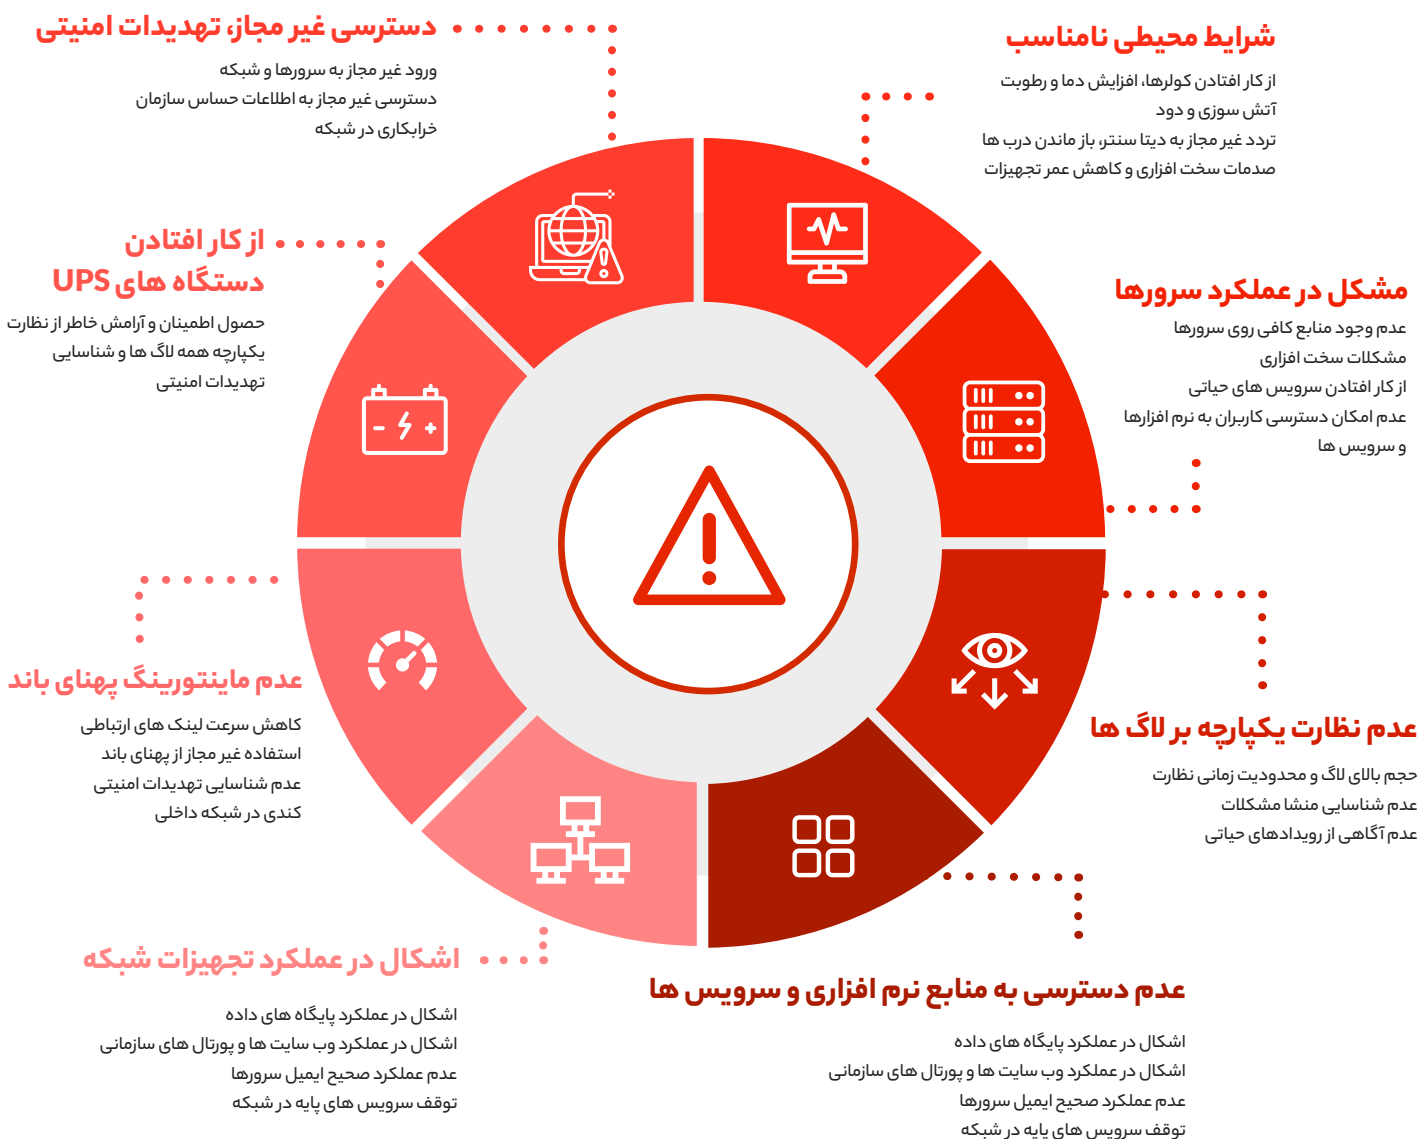 شرایط محیطی نامناسب
از کار افتادن کولرها، افزایش دما و رطوبت
آتش سوزی و دود
تردد غیر مجاز به دیتا سنتر، باز ماندن درب ها
صدمات سخت افزاری و کاهش عمر تجهیزات
مشکل در عملکرد سرورها
عدم وجود منابع کافی روی سرورها
مشکلات سخت افزاری
از کار افتادن سرویس های حیاتی
عدم امکان دسترسی کاربران به نرم افزارها
و سرویس ها
عدم نظارت یکپارچه بر لاگ ها
حجم بالای لاگ و محدودیت زمانی نظارت
عدم شناسایی منشا مشکلات
عدم آگاهی از رویدادهای حیاتی
عدم دسترسی به منابع نرم افزاری و سرویس ها
اشکال در عملکرد پایگاه های داده
اشکال در عملکرد وب سایت ها و پورتال های سازمانی
عدم عملکرد صحیح ایمیل سرورها
توقف سرویس های پایه در شبکه
اشکال در عملکرد تجهیزات شبکه
اشکال در عملکرد پایگاه های داده
اشکال در عملکرد وب سایت ها و پورتال های سازمانی
عدم عملکرد صحیح ایمیل سرورها
توقف سرویس های پایه در شبکه
عدم ماینتورینگ پهنای باند
کاهش سرعت لینک های ارتباطی
استفاده غیر مجاز از پهنای باند
عدم شناسایی تهدیدات امنیتی
کندی در شبکه داخلی
از کار افتادن
دستگاه های UPS
حصول اطمینان و آرامش خاطر از نظارت
یکپارچه همه لاگ ها و شناسایی
تهدیدات امنیتی
دسترسی غیر مجاز، تهدیدات امنیتی
ورود غیر مجاز به سرورها و شبکه
دسترسی غیر مجاز به اطلاعات حساس سازمان
خرابکاری در شبکه